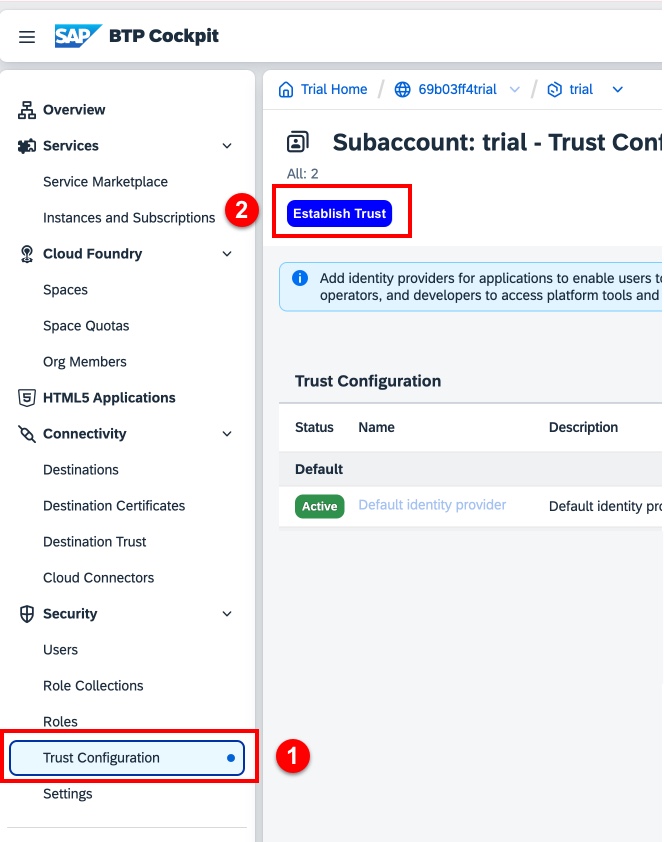 SAP BTP Cockpit
Overview
Services
Service Marketplace
Instances and Subscriptions
Cloud Foundry
Spaces
Space Quotas
Org Members
HTML5 Applications
Connectivity
Destinations
Destination Certificates
Destination Trust
Cloud Connectors
Security
Users
Role Collections
Roles
Trust Configuration
1
Settings
Trial Home / 69b03ff4trial / trial
Subaccount: trial - Trust Conf
All: 2
2
Establish Trust
Add identity providers for applications to enable users to
operators, and developers to access platform tools and
Trust Configuration
Status Name Description
Default
Active Default identity provider Default identity pro